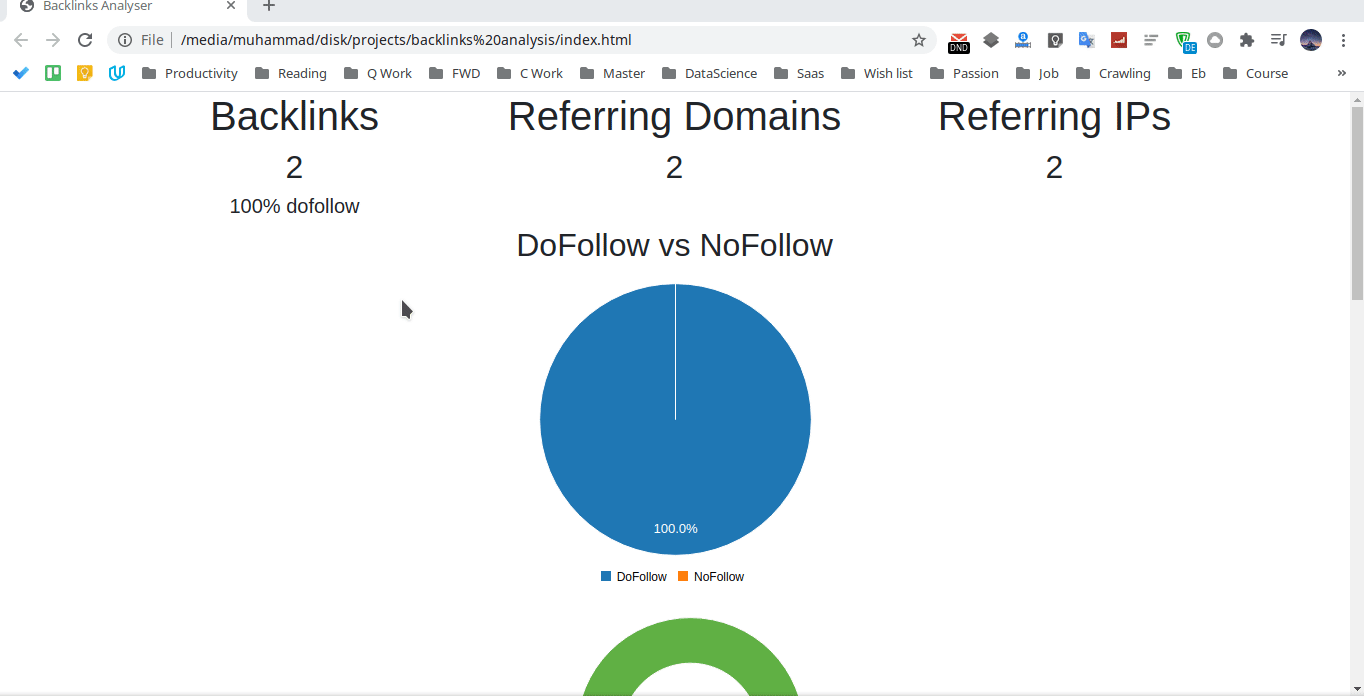 Backlinks Analyser
File /media/muhammad/disk/projects/backlinks%20analysis/index.html
DND
DE
Productivity Reading Q Work FWD C Work Master DataScience Saas Wish list Passion Job Crawling Eb Course
Backlinks Referring Domains Referring IPs
2 2 2
100% dofollow
DoFollow vs NoFollow
100.0%
DoFollow NoFollow